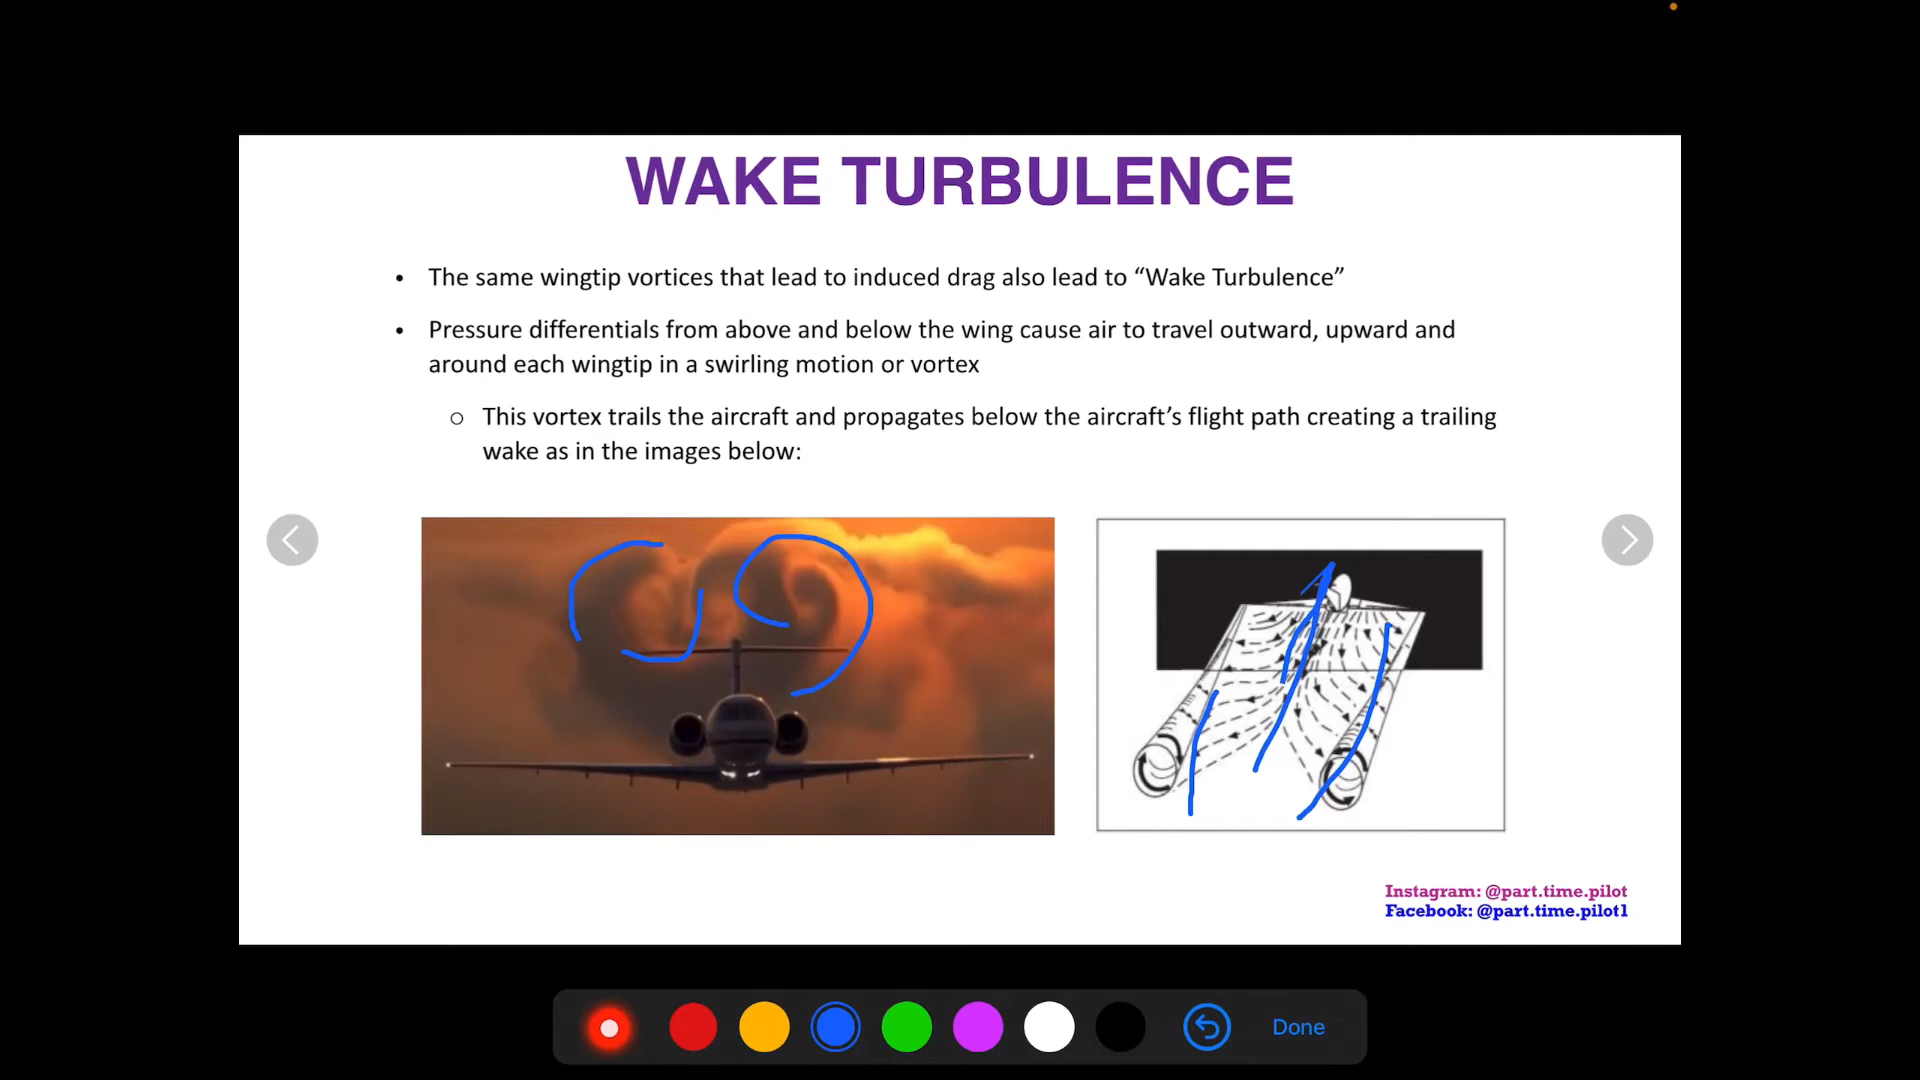 WAKE TURBULENCE
• The same wingtip vortices that lead to induced drag also lead to “Wake Turbulence”
• Pressure differentials from above and below the wing cause air to travel outward, upward and
around each wingtip in a swirling motion or vortex
○ This vortex trails the aircraft and propagates below the aircraft’s flight path creating a trailing
wake as in the images below:
Instagram: @part.time.pilot
Facebook: @part.time.pilot1
Done